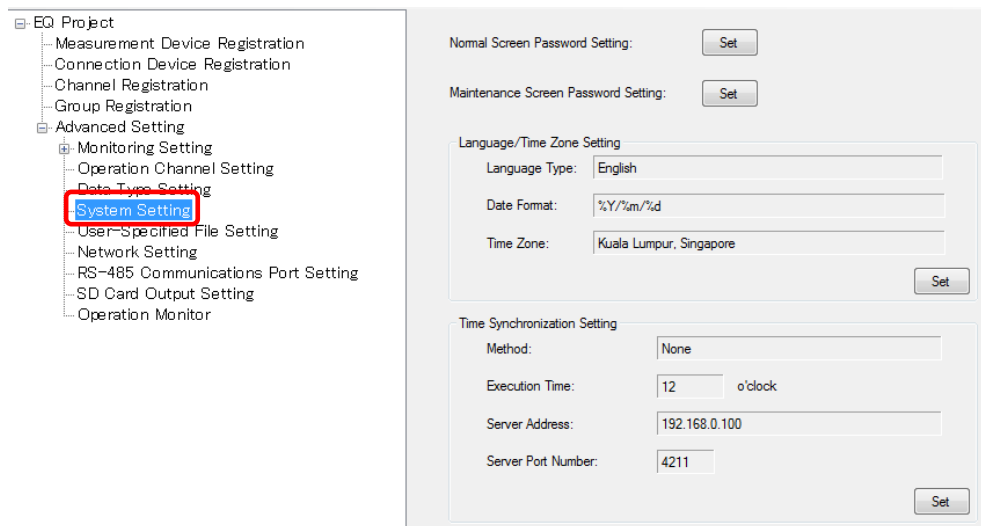 EQ Project
Measurement Device Registration
Connection Device Registration
Channel Registration
Group Registration
Advanced Setting
Monitoring Setting
Operation Channel Setting
Data Type Setting
System Setting
User-Specified File Setting
Network Setting
RS-485 Communications Port Setting
SD Card Output Setting
Operation Monitor
Normal Screen Password Setting: Set
Maintenance Screen Password Setting: Set
Language/Time Zone Setting
Language Type: English
Date Format: %Y/%m/%d
Time Zone: Kuala Lumpur, Singapore
Set
Time Synchronization Setting
Method: None
Execution Time: 12 o'clock
Server Address: 192.168.0.100
Server Port Number: 4211
Set